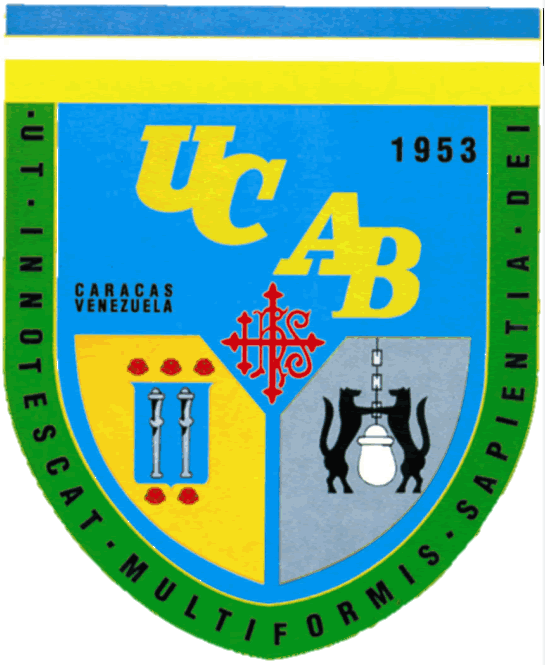 UCAB
1953
CARACAS
VENEZUELA
IHS
·UT·INNOTESCAT·MULTIFORMIS·SAPIENTIA·DEI